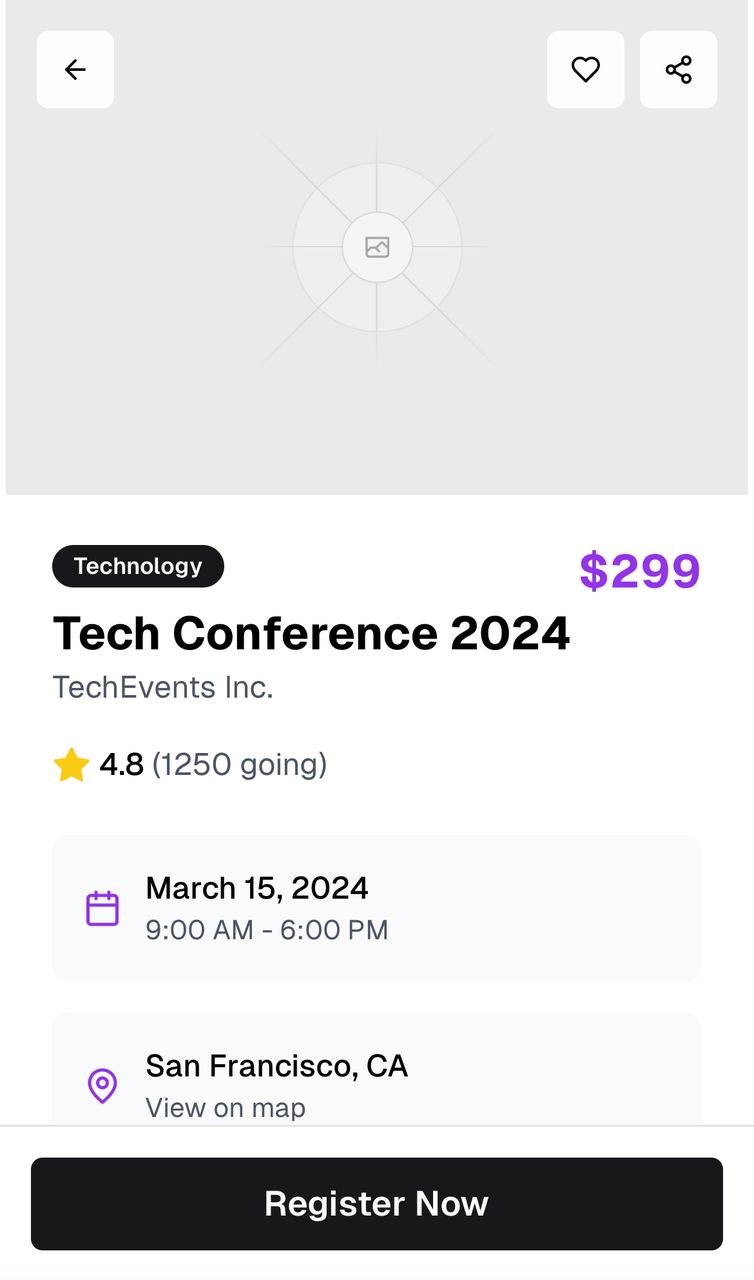 Technology
$299
Tech Conference 2024
TechEvents Inc.
4.8 (1250 going)
March 15, 2024
9:00 AM - 6:00 PM
San Francisco, CA
View on map
Register Now